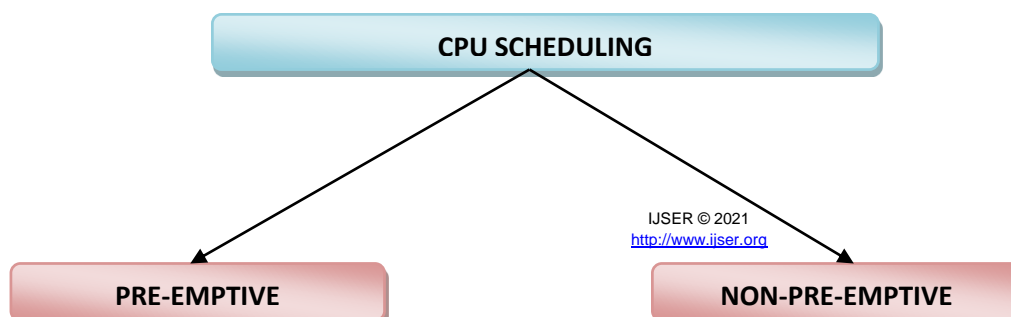 CPU SCHEDULING
IJSER © 2021
http://www.ijser.org
PRE-EMPTIVE
NON-PRE-EMPTIVE